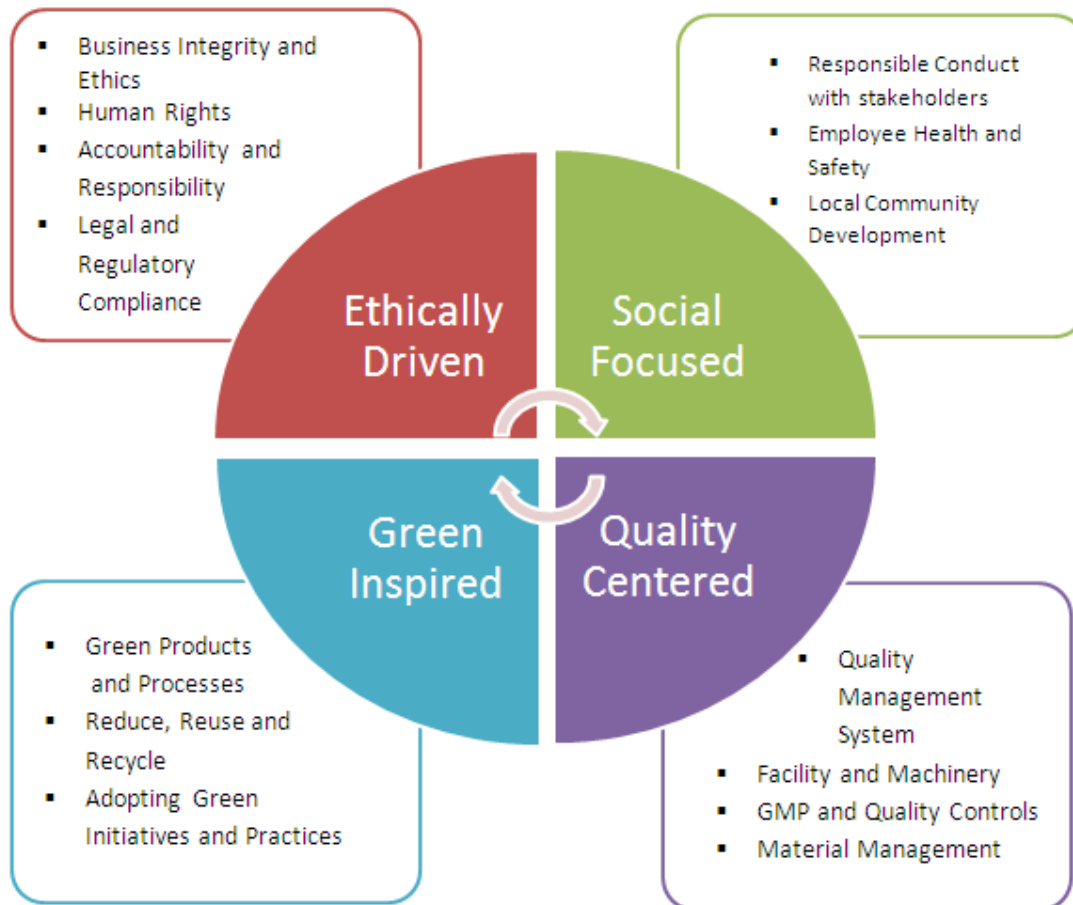 ▪ Business Integrity and
Ethics
▪ Human Rights
▪ Accountability and
Responsibility
▪ Legal and
Regulatory
Compliance
▪ Responsible Conduct
with stakeholders
▪ Employee Health and
Safety
▪ Local Community
Development
Ethically
Driven
Social
Focused
Green
Inspired
Quality
Centered
▪ Green Products
and Processes
▪ Reduce, Reuse and
Recycle
▪ Adopting Green
Initiatives and Practices
▪ Quality
Management
System
▪ Facility and Machinery
▪ GMP and Quality Controls
▪ Material Management